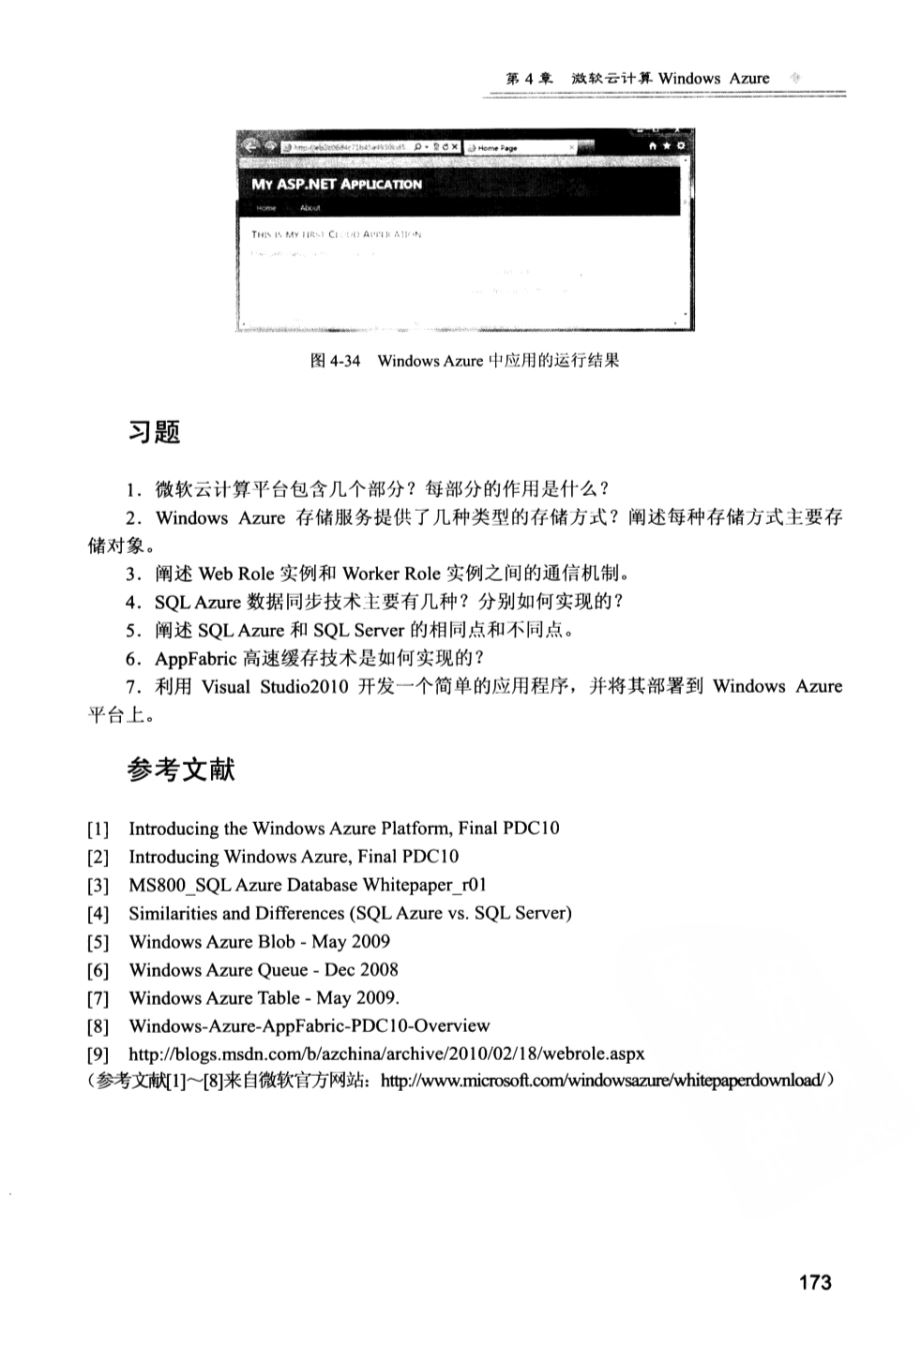 第 4 章 微软云计算 Windows Azure
Home Page
MY ASP.NET APPLICATION
Home About
THIS IS MY FIRST CLOUD APPLICATION
图 4-34 Windows Azure 中应用的运行结果
习题
1．微软云计算平台包含几个部分？每部分的作用是什么？
2．Windows Azure 存储服务提供了几种类型的存储方式？阐述每种存储方式主要存
储对象。
3．阐述 Web Role 实例和 Worker Role 实例之间的通信机制。
4．SQL Azure 数据同步技术主要有几种？分别如何实现的？
5．阐述 SQL Azure 和 SQL Server 的相同点和不同点。
6．AppFabric 高速缓存技术是如何实现的？
7．利用 Visual Studio2010 开发一个简单的应用程序，并将其部署到 Windows Azure
平台上。
参考文献
[1] Introducing the Windows Azure Platform, Final PDC10
[2] Introducing Windows Azure, Final PDC10
[3] MS800_SQL Azure Database Whitepaper_r01
[4] Similarities and Differences (SQL Azure vs. SQL Server)
[5] Windows Azure Blob - May 2009
[6] Windows Azure Queue - Dec 2008
[7] Windows Azure Table - May 2009.
[8] Windows-Azure-AppFabric-PDC10-Overview
[9] http://blogs.msdn.com/b/azchina/archive/2010/02/18/webrole.aspx
（参考文献[1]～[8]来自微软官方网站：http://www.microsoft.com/windowsazure/whitepaperdownload/）
173